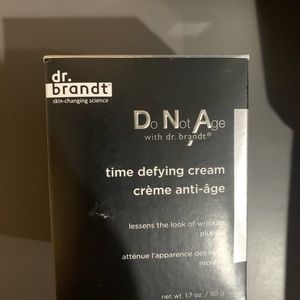 dr.
brandt®
skin-changing science
Do Not Age
with dr. brandt®
time defying cream
crème anti-âge
lessens the look of wrinkles
atténue l'apparence des
net wt. 1.7 oz. / 50 g